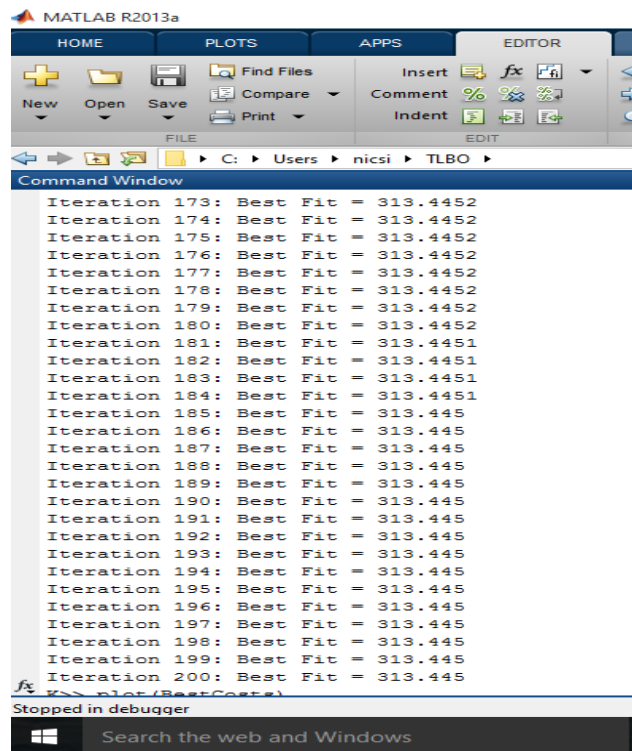 MATLAB R2013a
HOME PLOTS APPS EDITOR
Find Files Insert fx
New Open Save Compare Comment
Print Indent
FILE EDIT
C: Users nicsi TLBO
Command Window
Iteration 173: Best Fit = 313.4452
Iteration 174: Best Fit = 313.4452
Iteration 175: Best Fit = 313.4452
Iteration 176: Best Fit = 313.4452
Iteration 177: Best Fit = 313.4452
Iteration 178: Best Fit = 313.4452
Iteration 179: Best Fit = 313.4452
Iteration 180: Best Fit = 313.4452
Iteration 181: Best Fit = 313.4451
Iteration 182: Best Fit = 313.4451
Iteration 183: Best Fit = 313.4451
Iteration 184: Best Fit = 313.4451
Iteration 185: Best Fit = 313.445
Iteration 186: Best Fit = 313.445
Iteration 187: Best Fit = 313.445
Iteration 188: Best Fit = 313.445
Iteration 189: Best Fit = 313.445
Iteration 190: Best Fit = 313.445
Iteration 191: Best Fit = 313.445
Iteration 192: Best Fit = 313.445
Iteration 193: Best Fit = 313.445
Iteration 194: Best Fit = 313.445
Iteration 195: Best Fit = 313.445
Iteration 196: Best Fit = 313.445
Iteration 197: Best Fit = 313.445
Iteration 198: Best Fit = 313.445
Iteration 199: Best Fit = 313.445
Iteration 200: Best Fit = 313.445
fx K>> plot(BestCosts)
Stopped in debugger
Search the web and Windows